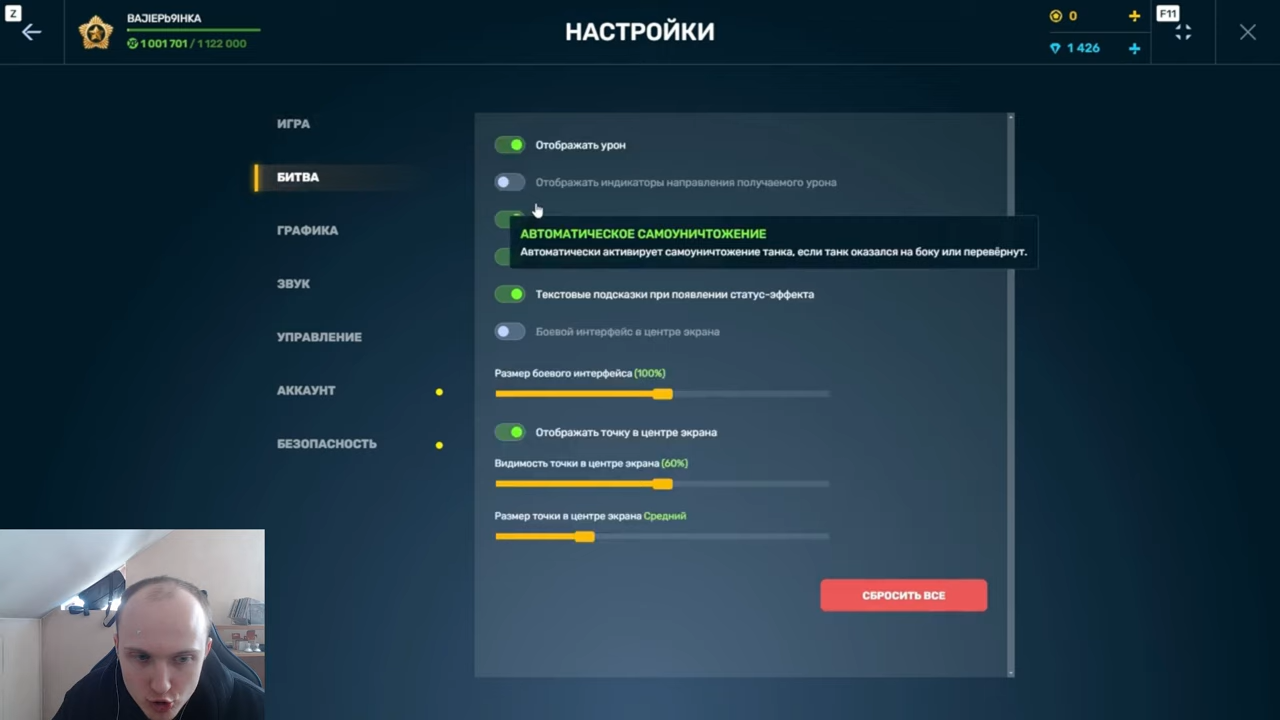 Z
ВАJIЕРЬ9IНКА
1 001 701 / 1 122 000
НАСТРОЙКИ
0
1 426
F11
ИГРА
БИТВА
ГРАФИКА
ЗВУК
УПРАВЛЕНИЕ
АККАУНТ
БЕЗОПАСНОСТЬ
Отображать урон
Отображать индикаторы направления получаемого урона
АВТОМАТИЧЕСКОЕ САМОУНИЧТОЖЕНИЕ
Автоматически активирует самоуничтожение танка, если танк оказался на боку или перевёрнут.
Текстовые подсказки при появлении статус-эффекта
Боевой интерфейс в центре экрана
Размер боевого интерфейса (100%)
Отображать точку в центре экрана
Видимость точки в центре экрана (60%)
Размер точки в центре экрана Средний
СБРОСИТЬ ВСЕ